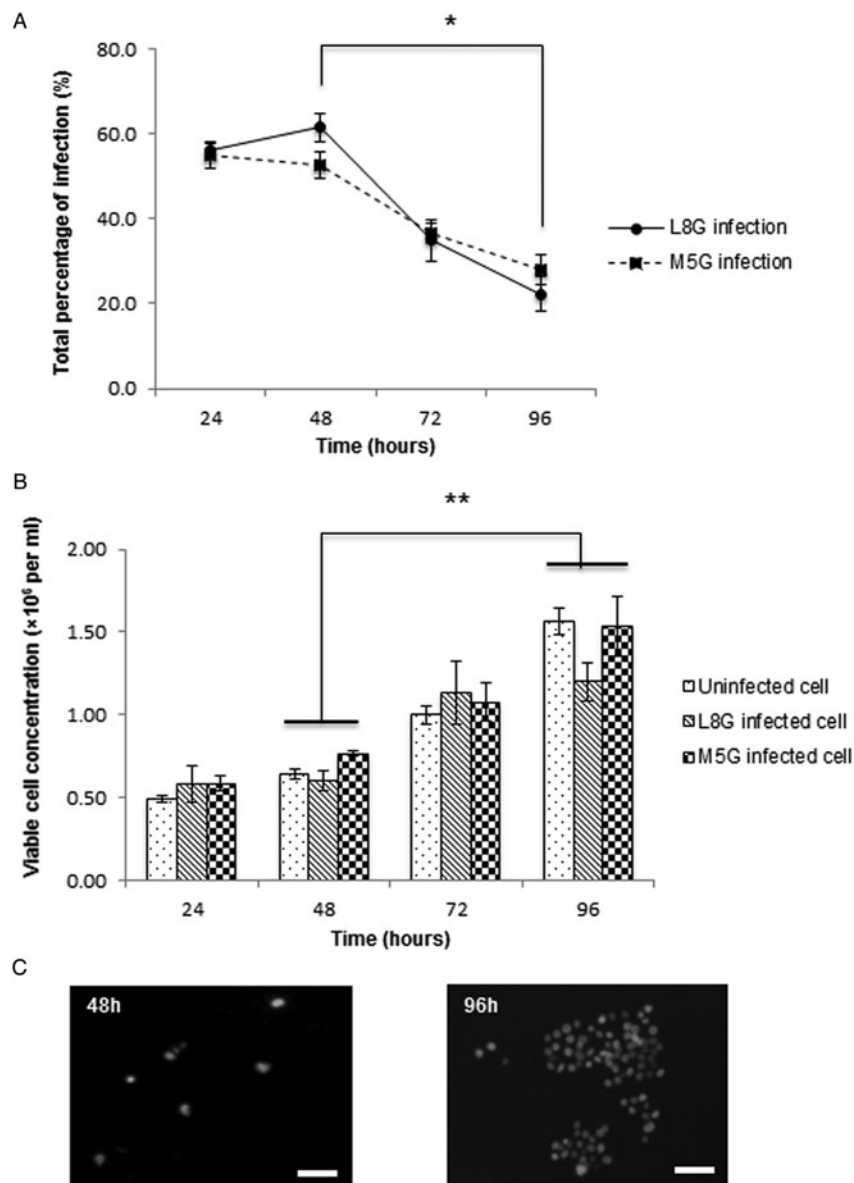 A
*
80.0
60.0
40.0
20.0
0.0
Total percentage of infection (%)
24 48 72 96
Time (hours)
L8G infection
M5G infection
B
**
2.00
1.50
1.00
0.50
0.00
Viable cell concentration (×10⁶ per ml)
24 48 72 96
Time (hours)
Uninfected cell
L8G infected cell
M5G infected cell
C
48h
96h